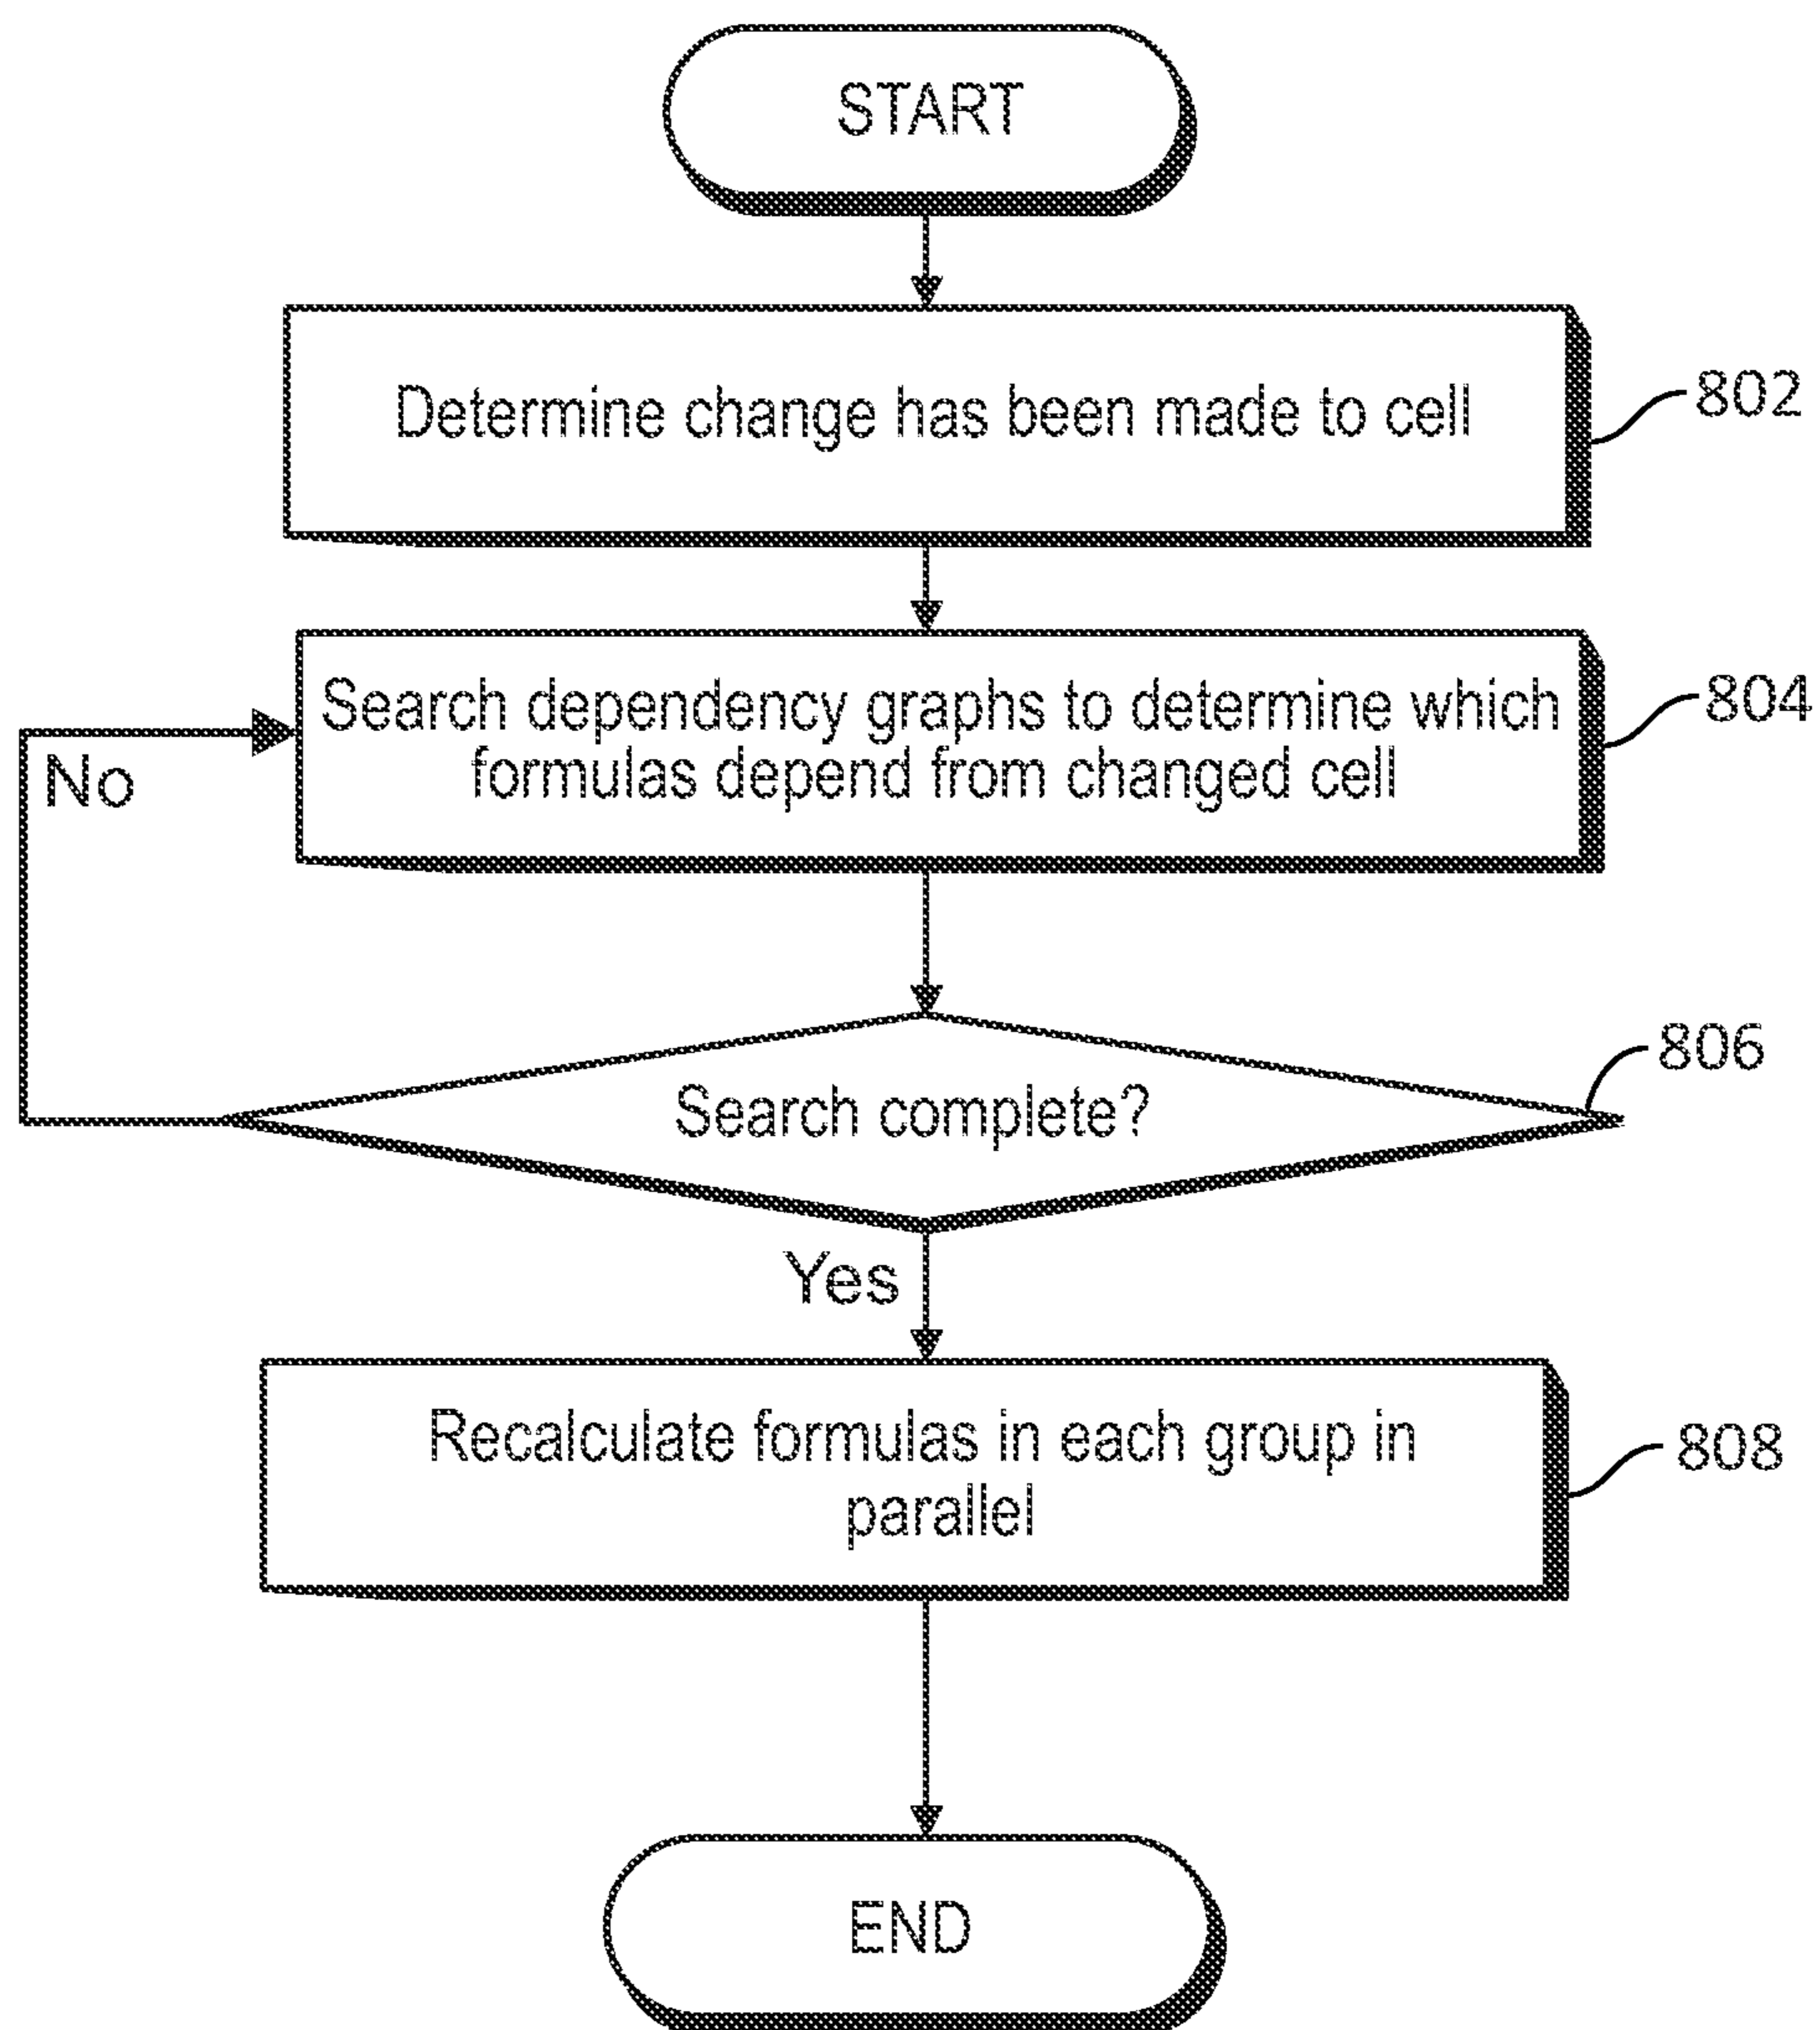 START
Determine change has been made to cell
802
Search dependency graphs to determine which
formulas depend from changed cell
804
No
Search complete?
806
Yes
Recalculate formulas in each group in
parallel
808
END